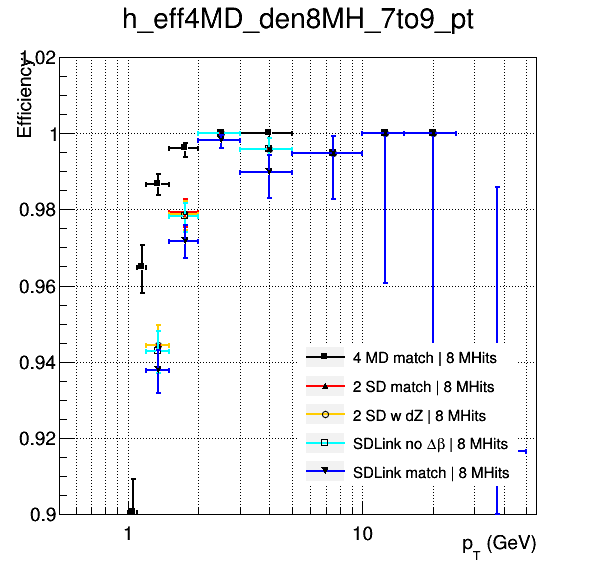 h_eff4MD_den8MH_7to9_pt
Efficiency
1.02
1
0.98
0.96
0.94
0.92
0.9
4 MD match | 8 MHits
2 SD match | 8 MHits
2 SD w dZ | 8 MHits
SDLink no Δβ | 8 MHits
SDLink match | 8 MHits
1
10
p_T (GeV)